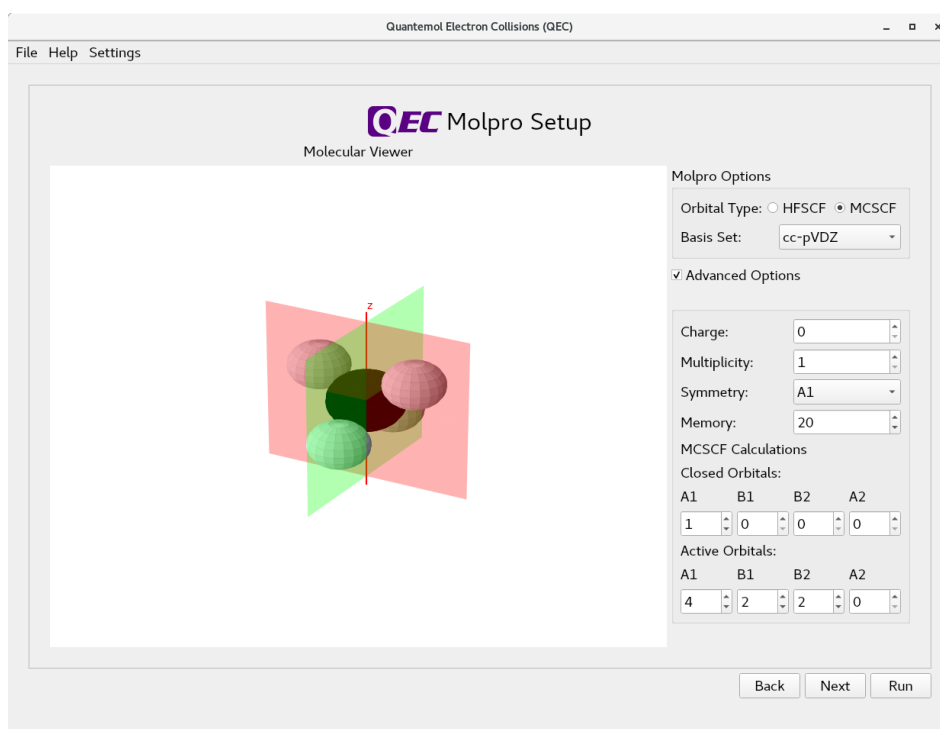 Quantemol Electron Collisions (QEC)
File Help Settings
QEC Molpro Setup
Molecular Viewer
Molpro Options
Orbital Type: HFSCF MCSCF
Basis Set: cc-pVDZ
Advanced Options
z
Charge: 0
Multiplicity: 1
Symmetry: A1
Memory: 20
MCSCF Calculations
Closed Orbitals:
A1 B1 B2 A2
1 0 0 0
Active Orbitals:
A1 B1 B2 A2
4 2 2 0
Back Next Run